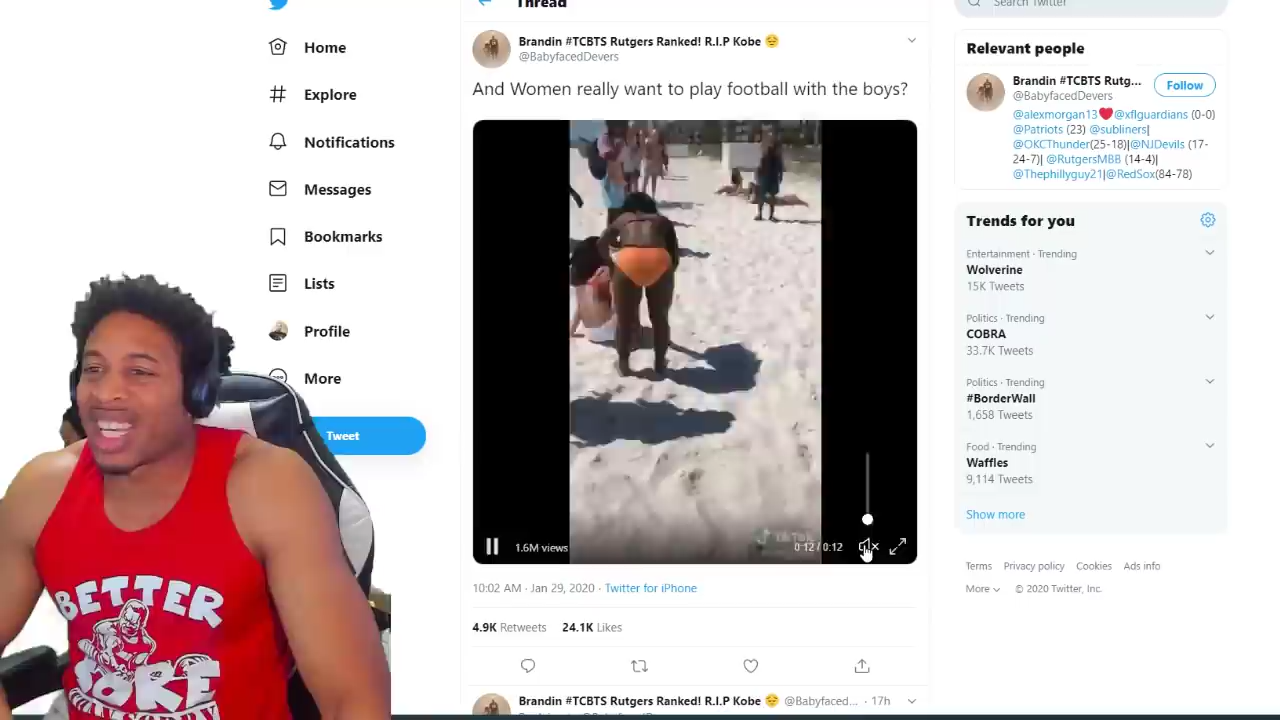 Thread
Search Twitter
Home
Explore
Notifications
Messages
Bookmarks
Lists
Profile
More
Tweet
Brandin #TCBTS Rutgers Ranked! R.I.P Kobe 😔
@BabyfacedDevers
And Women really want to play football with the boys?
1.6M views
0:12 / 0:12
10:02 AM · Jan 29, 2020 · Twitter for iPhone
4.9K Retweets 24.1K Likes
Brandin #TCBTS Rutgers Ranked! R.I.P Kobe 😔 @Babyfaced... · 17h
Relevant people
Brandin #TCBTS Rutg...
@BabyfacedDevers
Follow
@alexmorgan13❤️@xflguardians (0-0)
@Patriots (23) @subliners|
@OKCThunder(25-18)|@NJDevils (17-
24-7)| @RutgersMBB (14-4)|
@Thephillyguy21|@RedSox(84-78)
Trends for you
Entertainment · Trending
Wolverine
15K Tweets
Politics · Trending
COBRA
33.7K Tweets
Politics · Trending
#BorderWall
1,658 Tweets
Food · Trending
Waffles
9,114 Tweets
Show more
Terms Privacy policy Cookies Ads info
More © 2020 Twitter, Inc.
BETTER
SORE